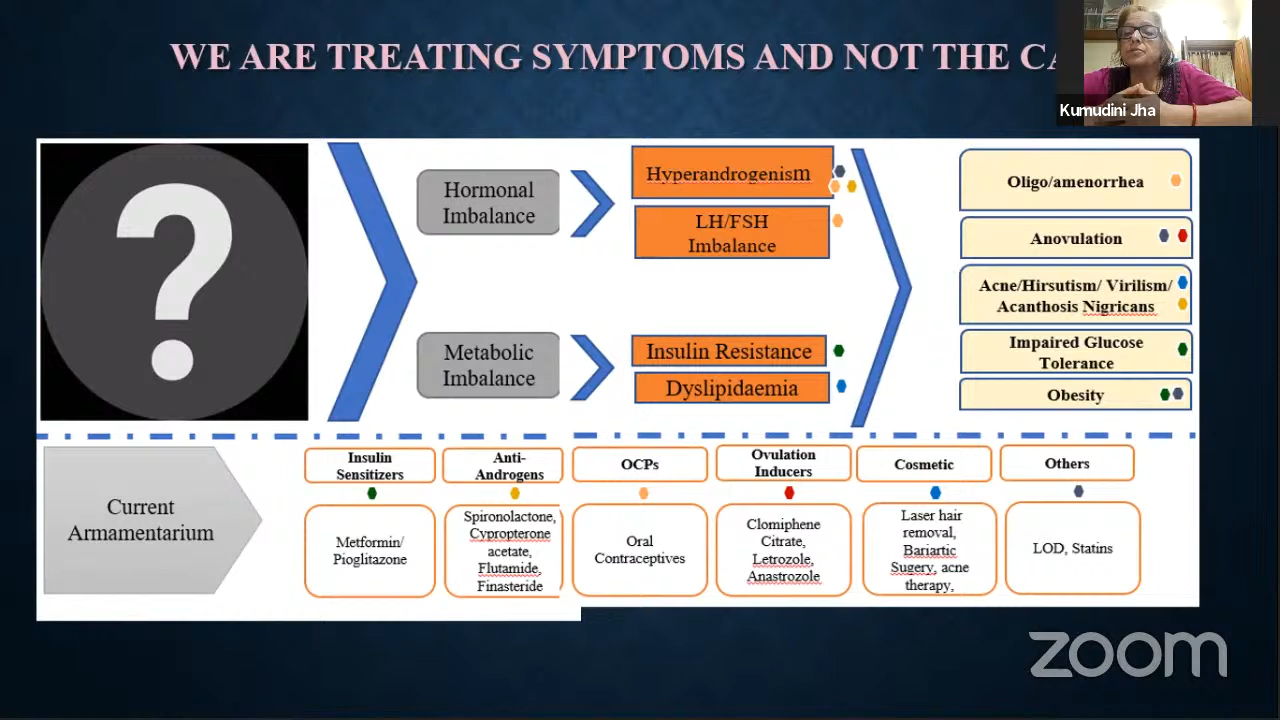 WE ARE TREATING SYMPTOMS AND NOT THE
Kumudini Jha
?
Hormonal
Imbalance
Hyperandrogenism
LH/FSH
Imbalance
Metabolic
Imbalance
Insulin Resistance
Dyslipidaemia
Oligo/amenorrhea
Anovulation
Acne/Hirsutism/ Virilism/
Acanthosis Nigricans
Impaired Glucose
Tolerance
Obesity
Current
Armamentarium
Insulin
Sensitizers
Metformin/
Pioglitazone
Anti-
Androgens
Spironolactone,
Cypropterone
acetate,
Flutamide,
Finasteride
OCPs
Oral
Contraceptives
Ovulation
Inducers
Clomiphene
Citrate,
Letrozole,
Anastrozole
Cosmetic
Laser hair
removal,
Bariartic
Sugery, acne
therapy,
Others
LOD, Statins
zoom